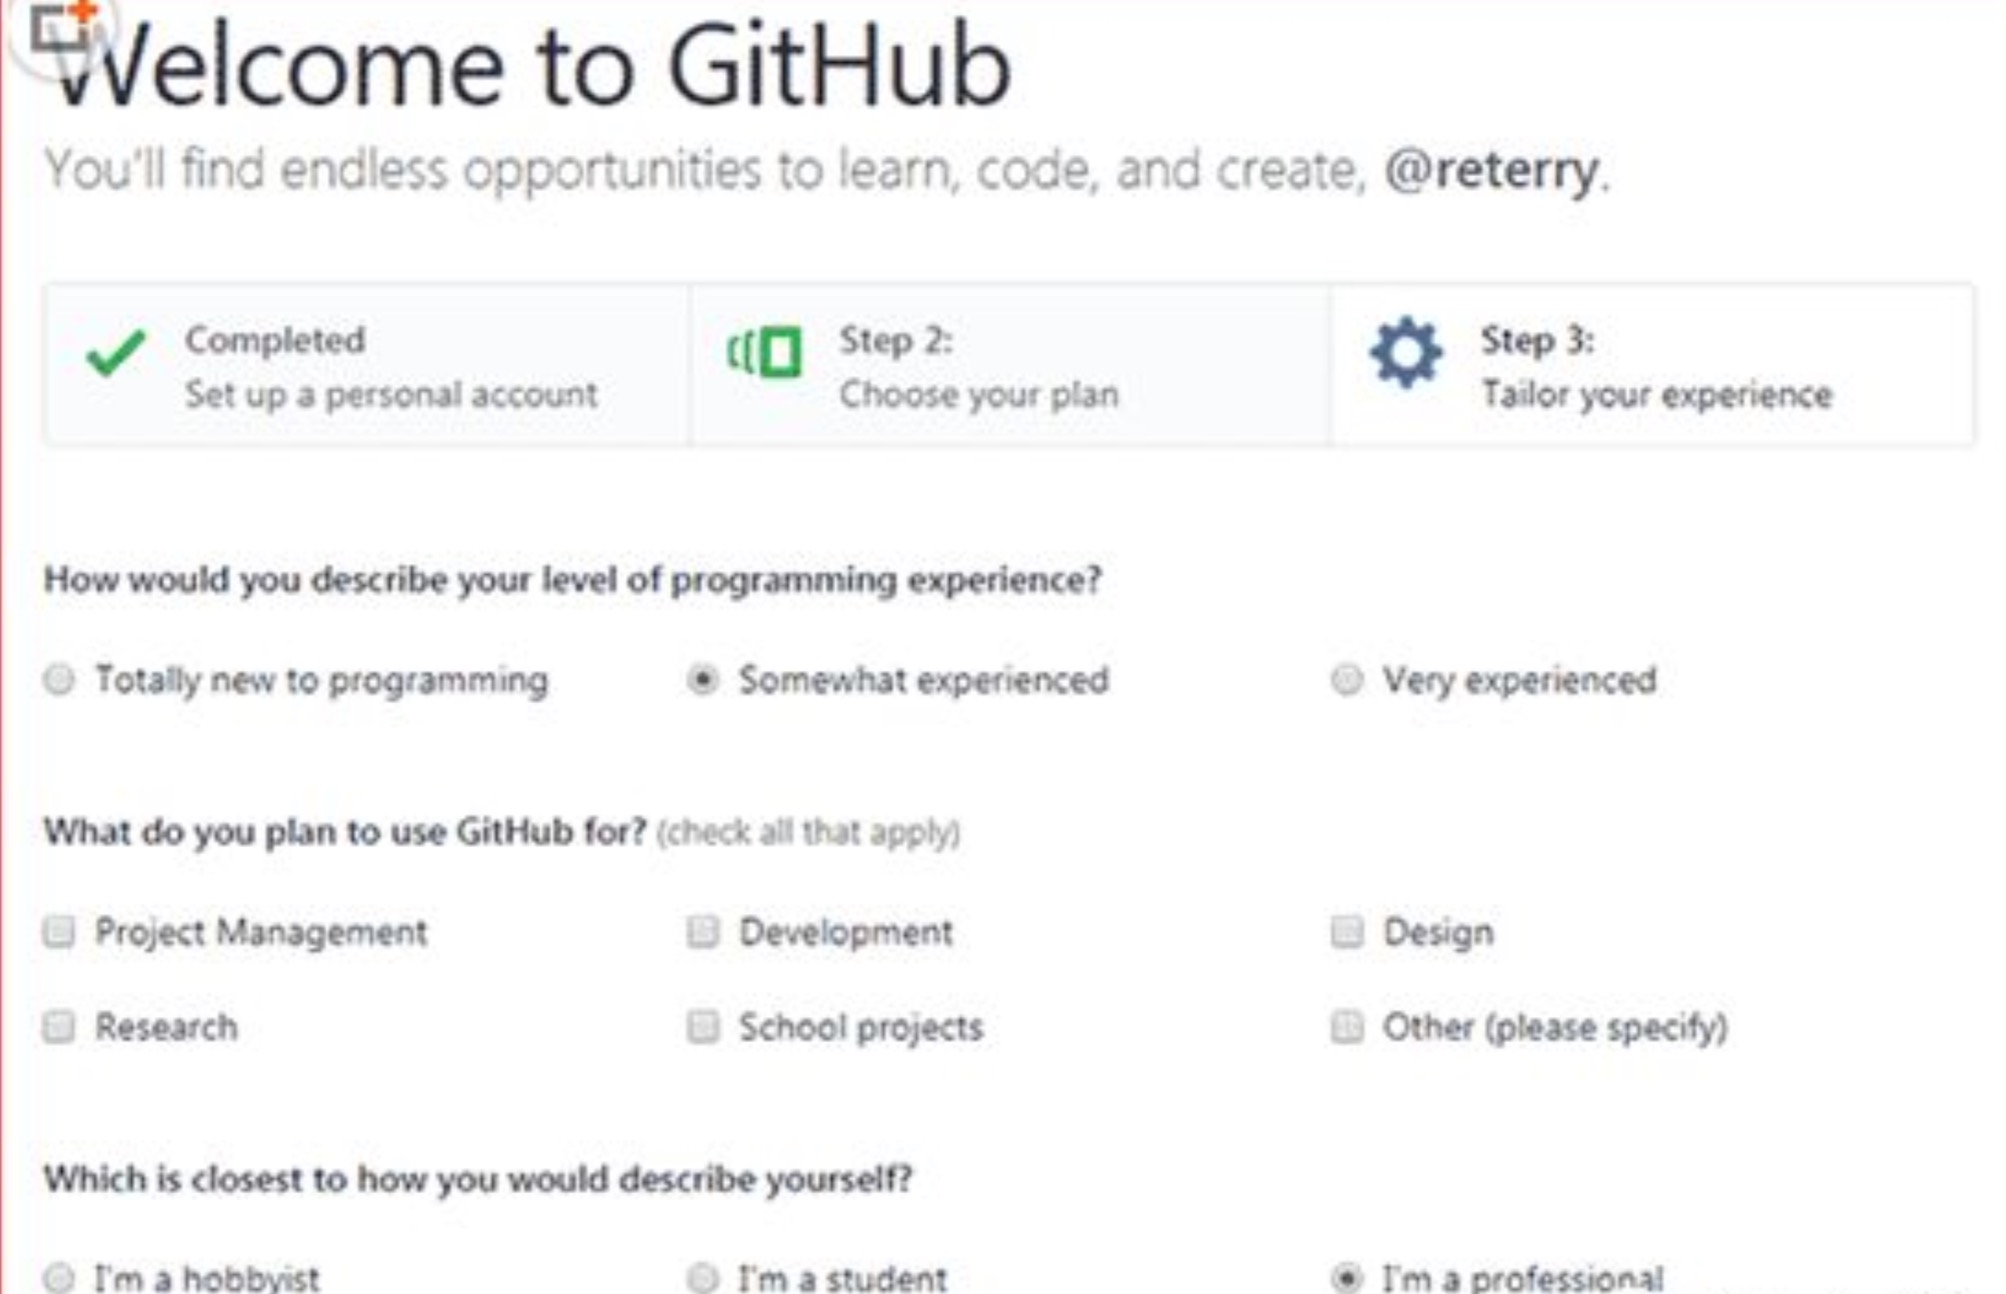 Welcome to GitHub
You'll find endless opportunities to learn, code, and create, @reterry.
Completed
Set up a personal account
Step 2:
Choose your plan
Step 3:
Tailor your experience
How would you describe your level of programming experience?
Totally new to programming
Somewhat experienced
Very experienced
What do you plan to use GitHub for? (check all that apply)
Project Management
Development
Design
Research
School projects
Other (please specify)
Which is closest to how you would describe yourself?
I'm a hobbyist
I'm a student
I'm a professional